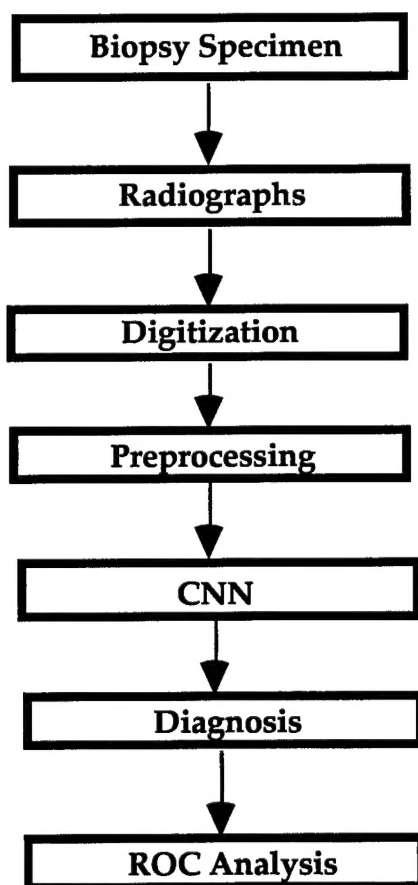 Biopsy Specimen
Radiographs
Digitization
Preprocessing
CNN
Diagnosis
ROC Analysis